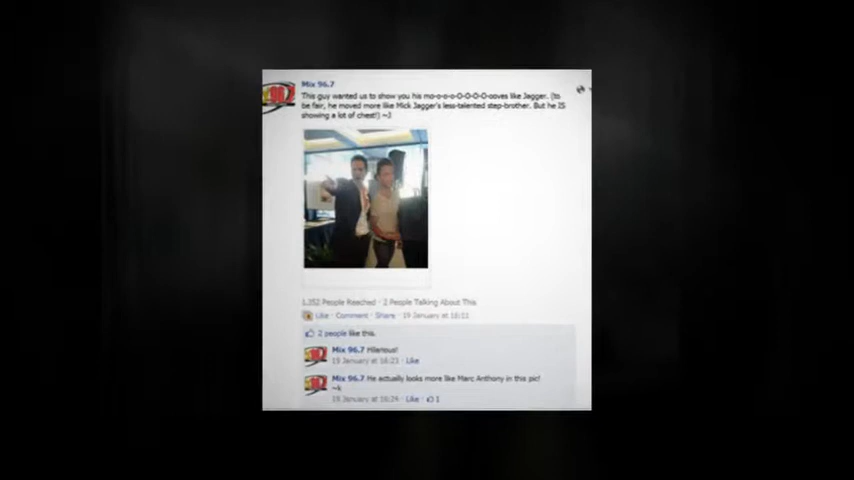 Mix 96.7
This guy wanted us to show you his mo-o-o-o-O-O-O-O-ooves like Jagger. (to
be fair, he moved more like Mick Jagger's less-talented step-brother. But he IS
showing a lot of chest!) ~J
1,352 People Reached · 2 People Talking About This
Like · Comment · Share · 19 January at 16:11
2 people like this.
Mix 96.7 Hilarious!
19 January at 16:23 · Like
Mix 96.7 He actually looks more like Marc Anthony in this pic!
~k
19 January at 16:24 · Like · 1